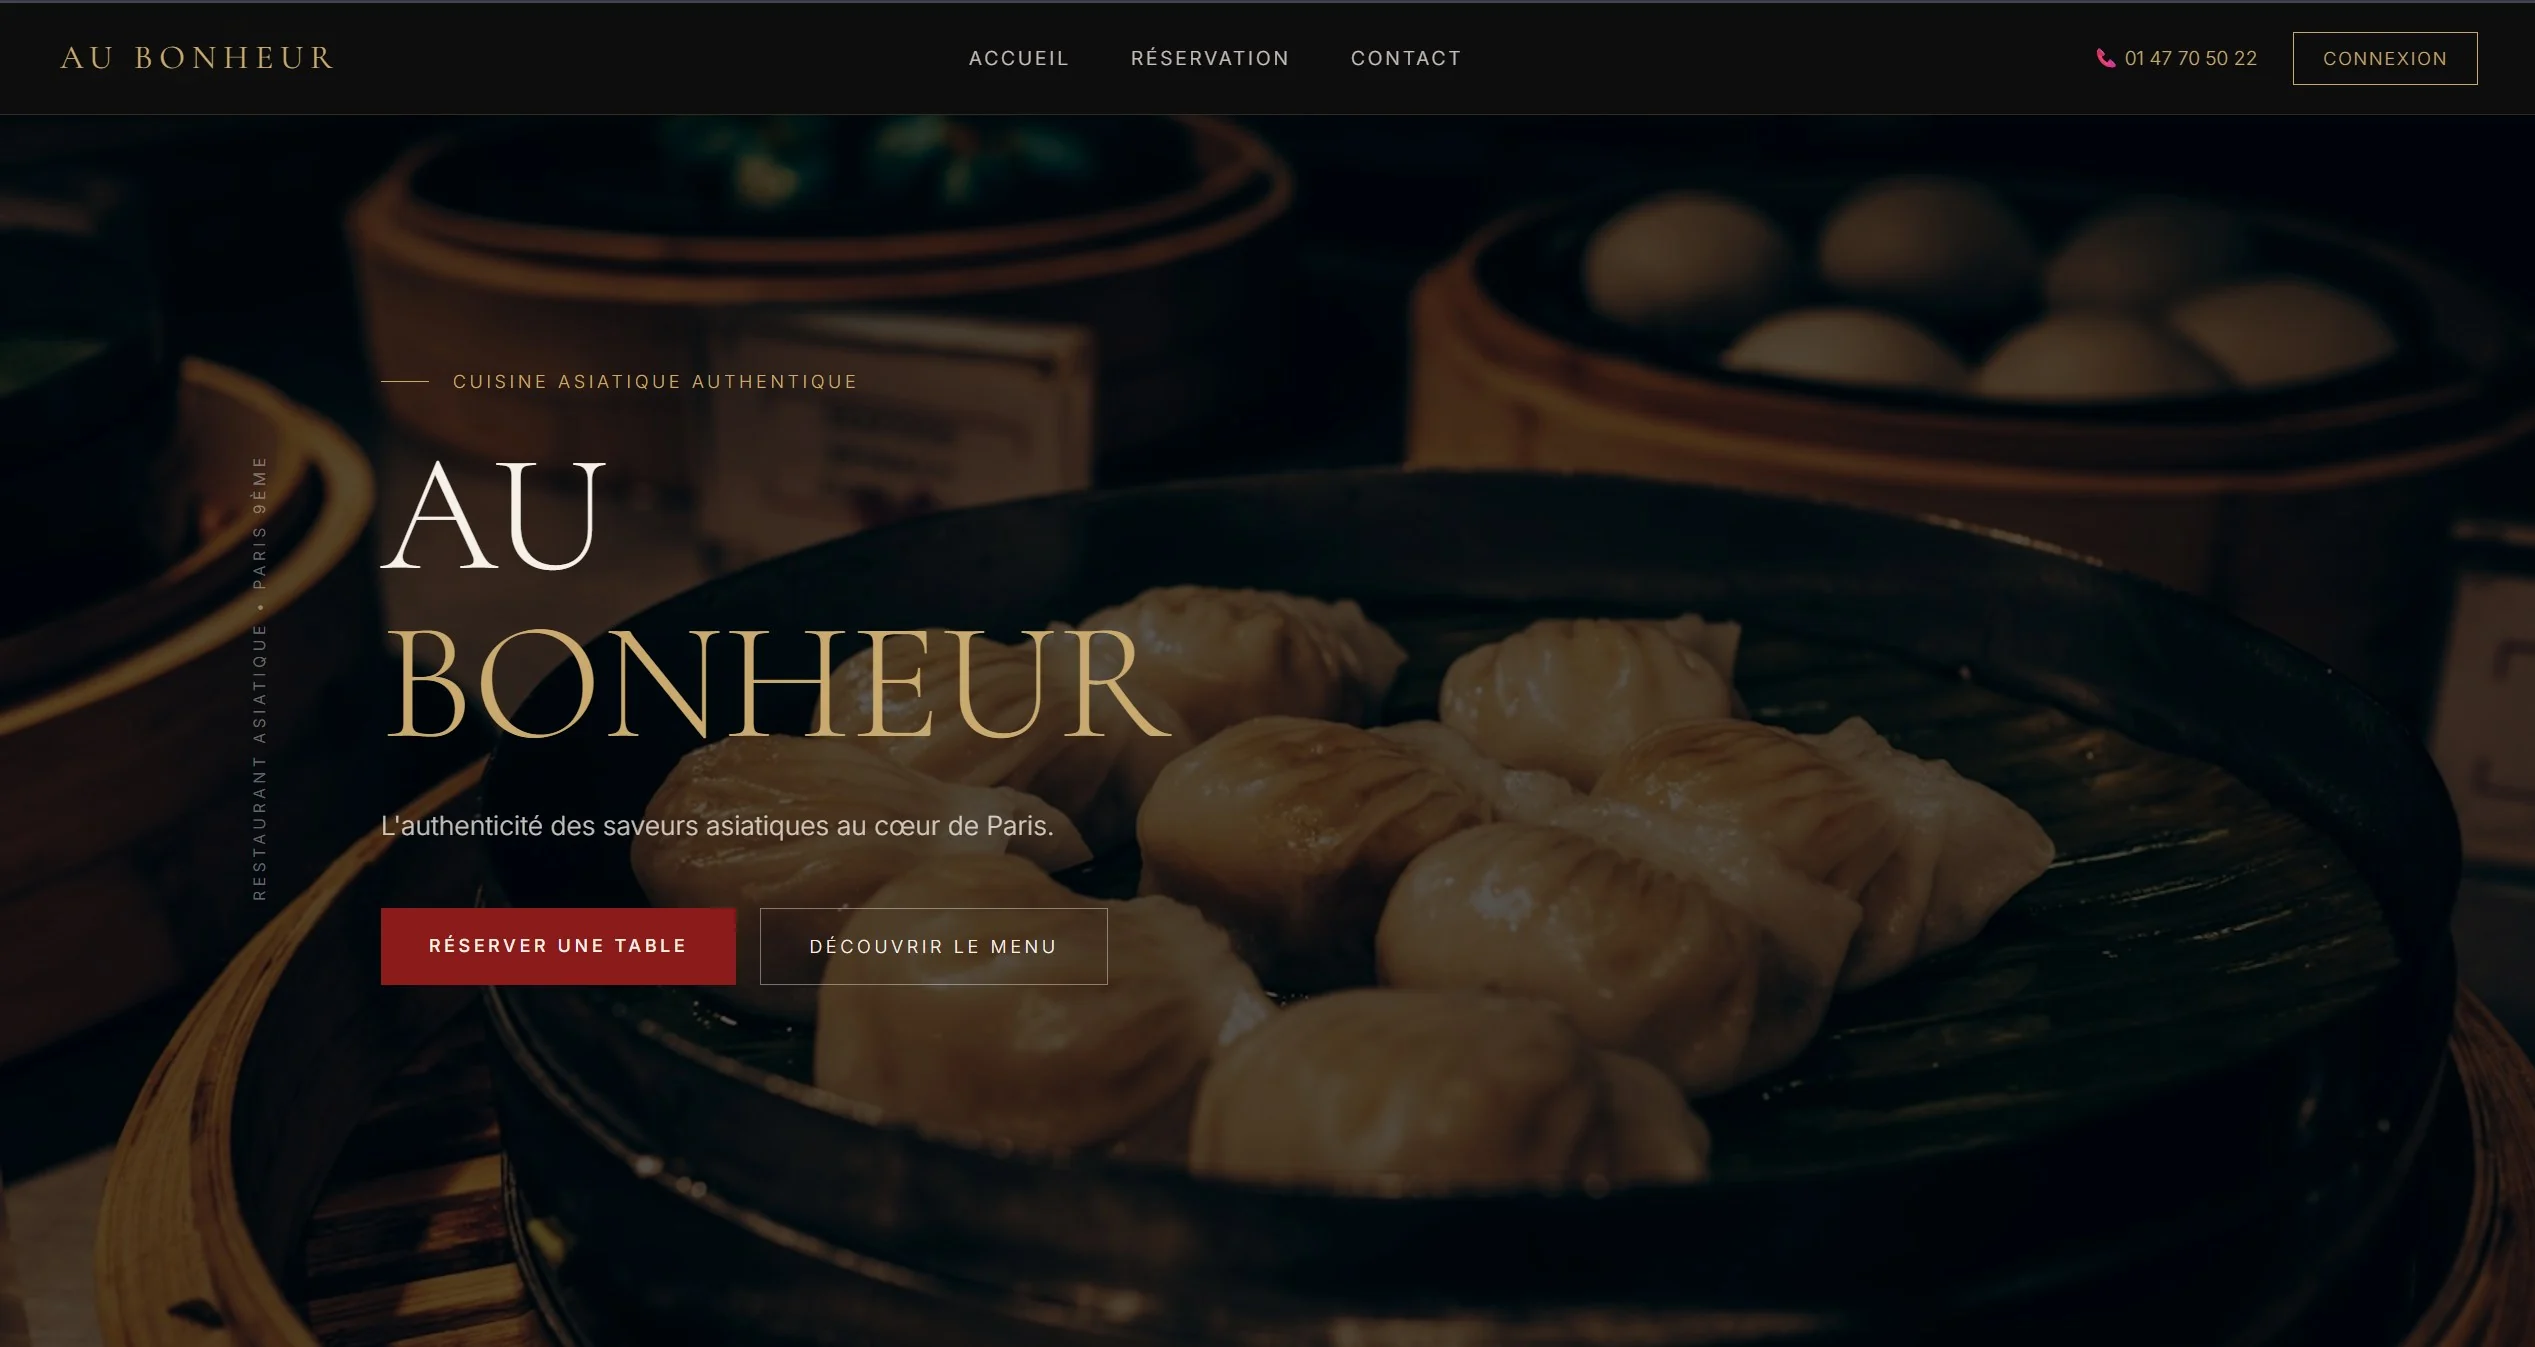 AU BONHEUR
ACCUEIL
RÉSERVATION
CONTACT
01 47 70 50 22
CONNEXION
CUISINE ASIATIQUE AUTHENTIQUE
RESTAURANT ASIATIQUE • PARIS 9ÈME
AU
BONHEUR
L'authenticité des saveurs asiatiques au cœur de Paris.
RÉSERVER UNE TABLE
DÉCOUVRIR LE MENU